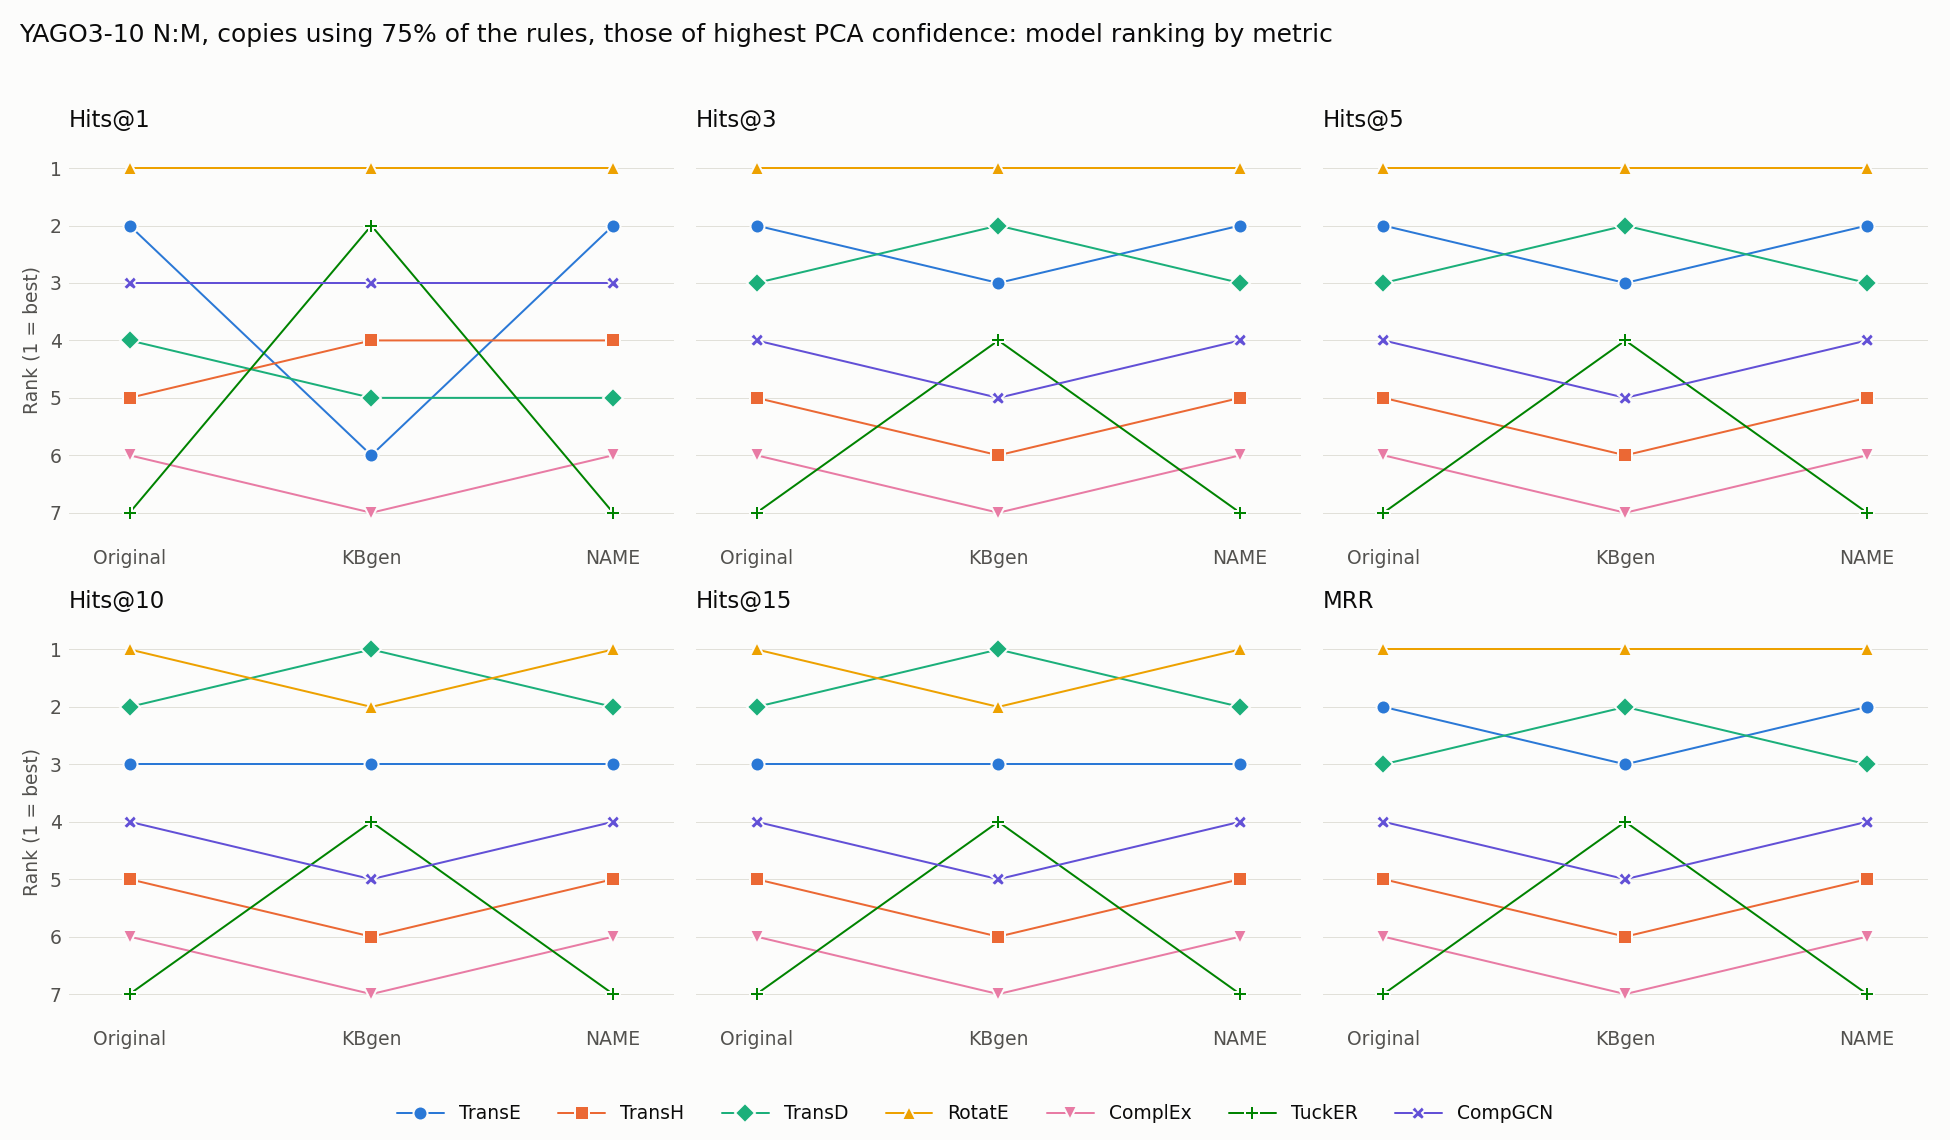 YAGO3-10 N:M, copies using 75% of the rules, those of highest PCA confidence: model ranking by metric
Hits@1
Hits@3
Hits@5
Rank (1 = best)
1
2
3
4
5
6
7
Original KBgen NAME
Original KBgen NAME
Original KBgen NAME
Hits@10
Hits@15
MRR
Rank (1 = best)
1
2
3
4
5
6
7
Original KBgen NAME
Original KBgen NAME
Original KBgen NAME
TransE TransH TransD RotatE ComplEx TuckER CompGCN